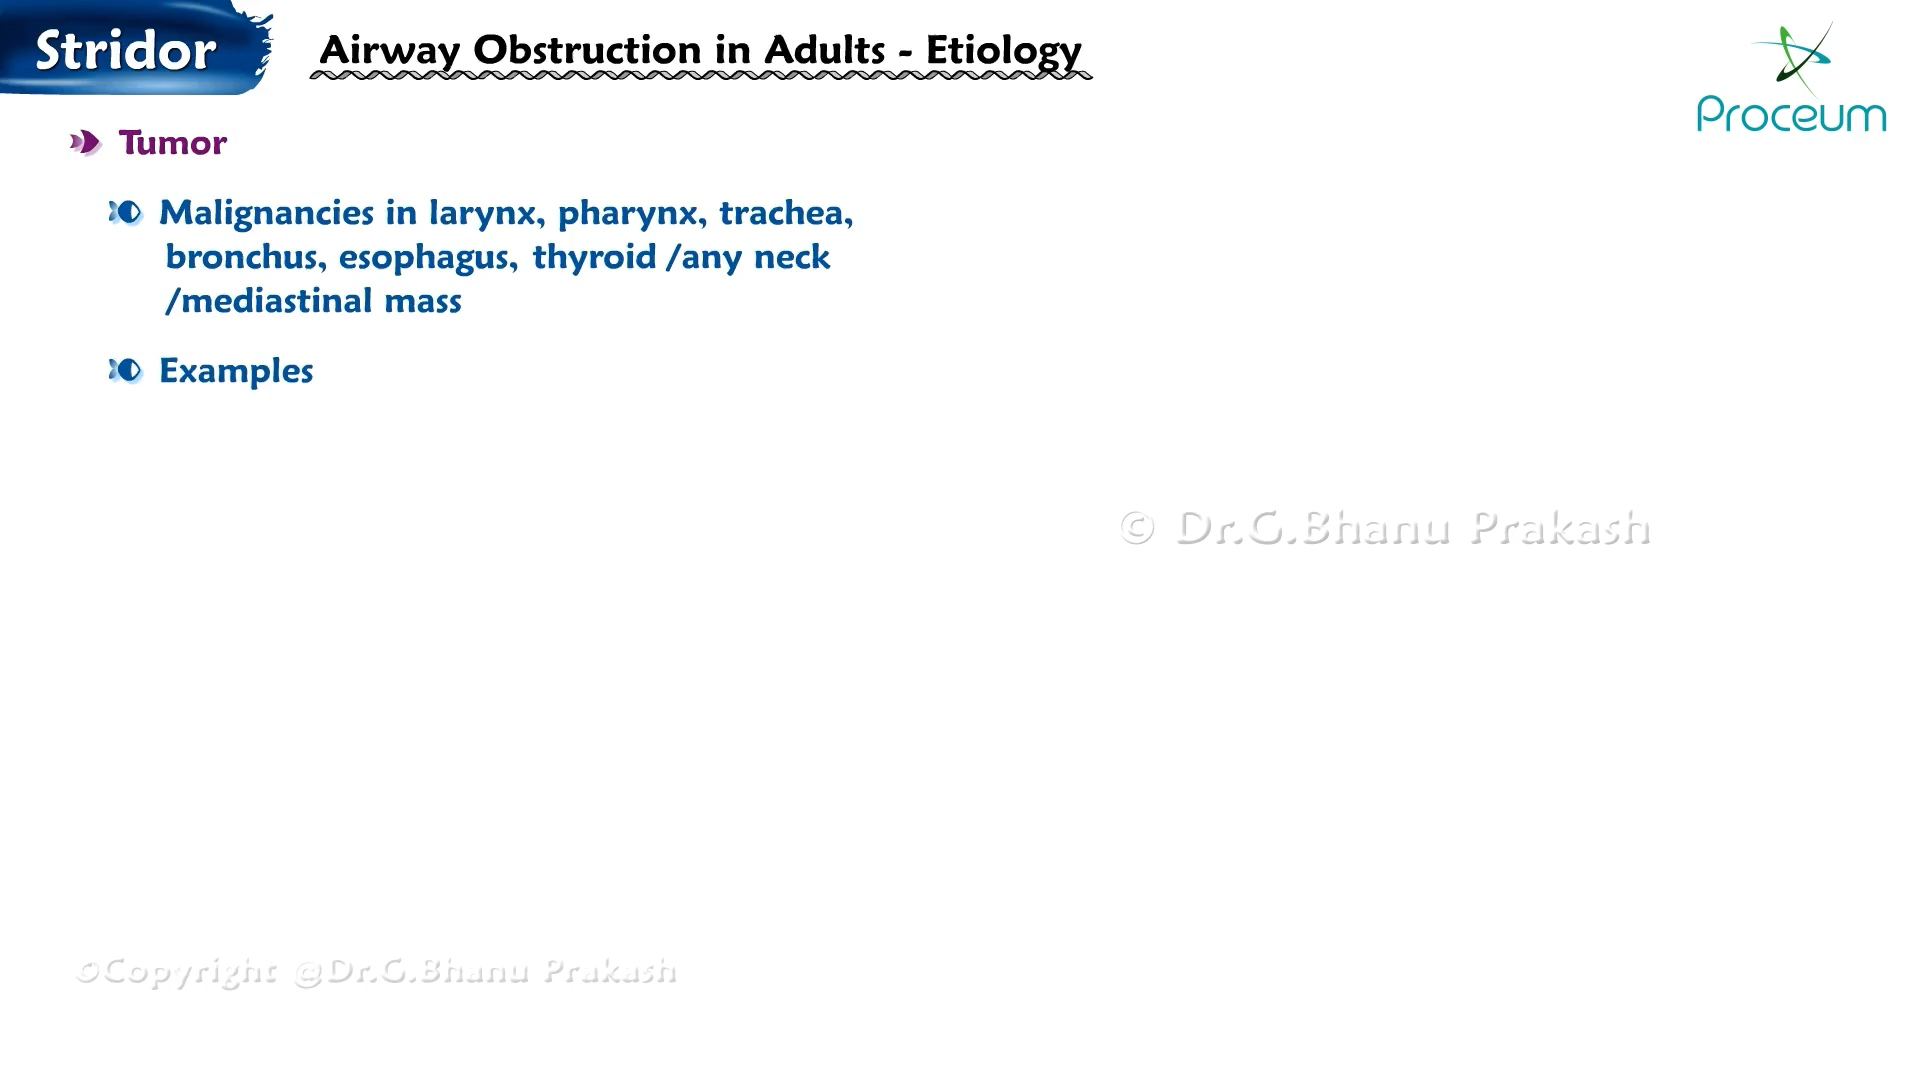 Stridor
Airway Obstruction in Adults - Etiology
Proceum
Tumor
Malignancies in larynx, pharynx, trachea,
bronchus, esophagus, thyroid /any neck
/mediastinal mass
Examples
© Dr.G.Bhanu Prakash
©Copyright @Dr.G.Bhanu Prakash